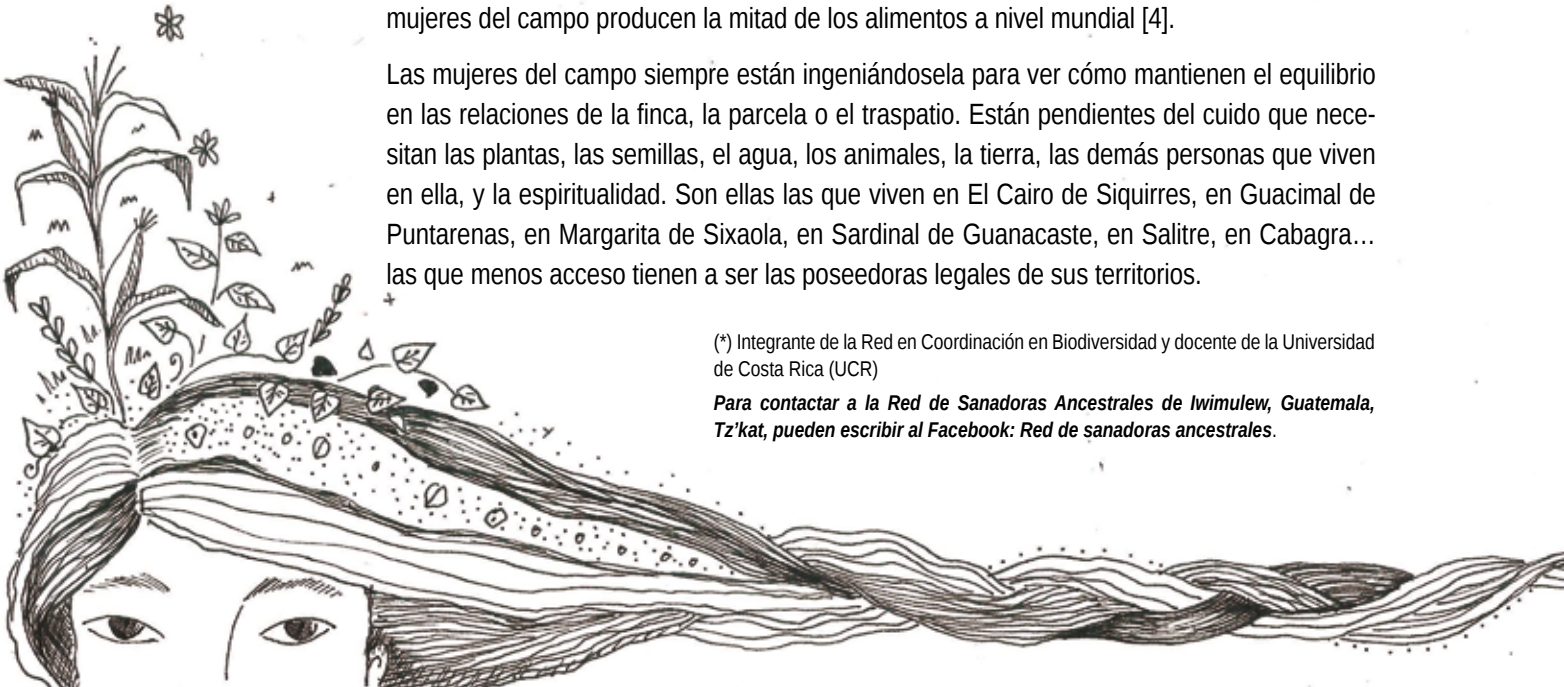 mujeres del campo producen la mitad de los alimentos a nivel mundial [4].
Las mujeres del campo siempre están ingeniándosela para ver cómo mantienen el equilibrio
en las relaciones de la finca, la parcela o el traspatio. Están pendientes del cuido que nece-
sitan las plantas, las semillas, el agua, los animales, la tierra, las demás personas que viven
en ella, y la espiritualidad. Son ellas las que viven en El Cairo de Siquirres, en Guacimal de
Puntarenas, en Margarita de Sixaola, en Sardinal de Guanacaste, en Salitre, en Cabagra…
las que menos acceso tienen a ser las poseedoras legales de sus territorios.
(*) Integrante de la Red en Coordinación en Biodiversidad y docente de la Universidad
de Costa Rica (UCR)
Para contactar a la Red de Sanadoras Ancestrales de Iwimulew, Guatemala,
Tz’kat, pueden escribir al Facebook: Red de sanadoras ancestrales.